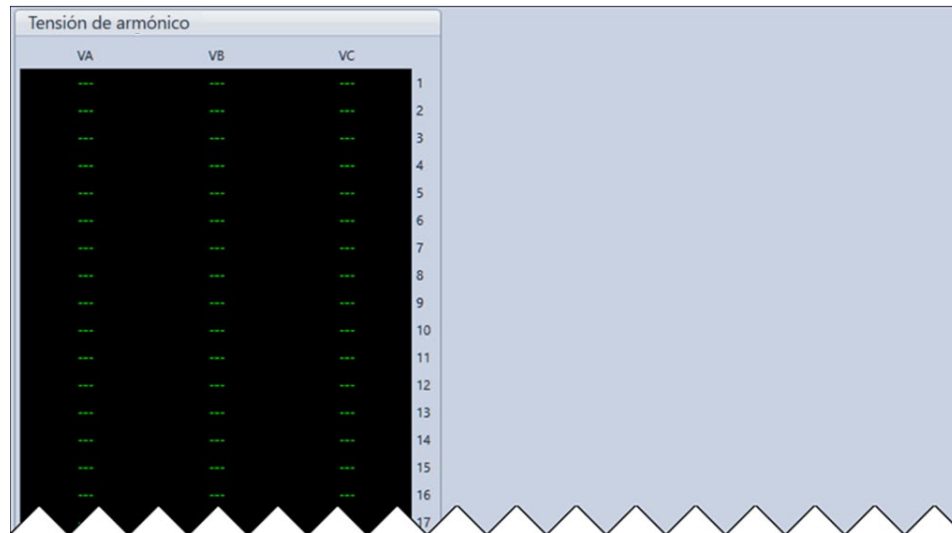 Tensión de armónico
VA VB VC
--- --- --- 1
--- --- --- 2
--- --- --- 3
--- --- --- 4
--- --- --- 5
--- --- --- 6
--- --- --- 7
--- --- --- 8
--- --- --- 9
--- --- --- 10
--- --- --- 11
--- --- --- 12
--- --- --- 13
--- --- --- 14
--- --- --- 15
--- --- --- 16
17